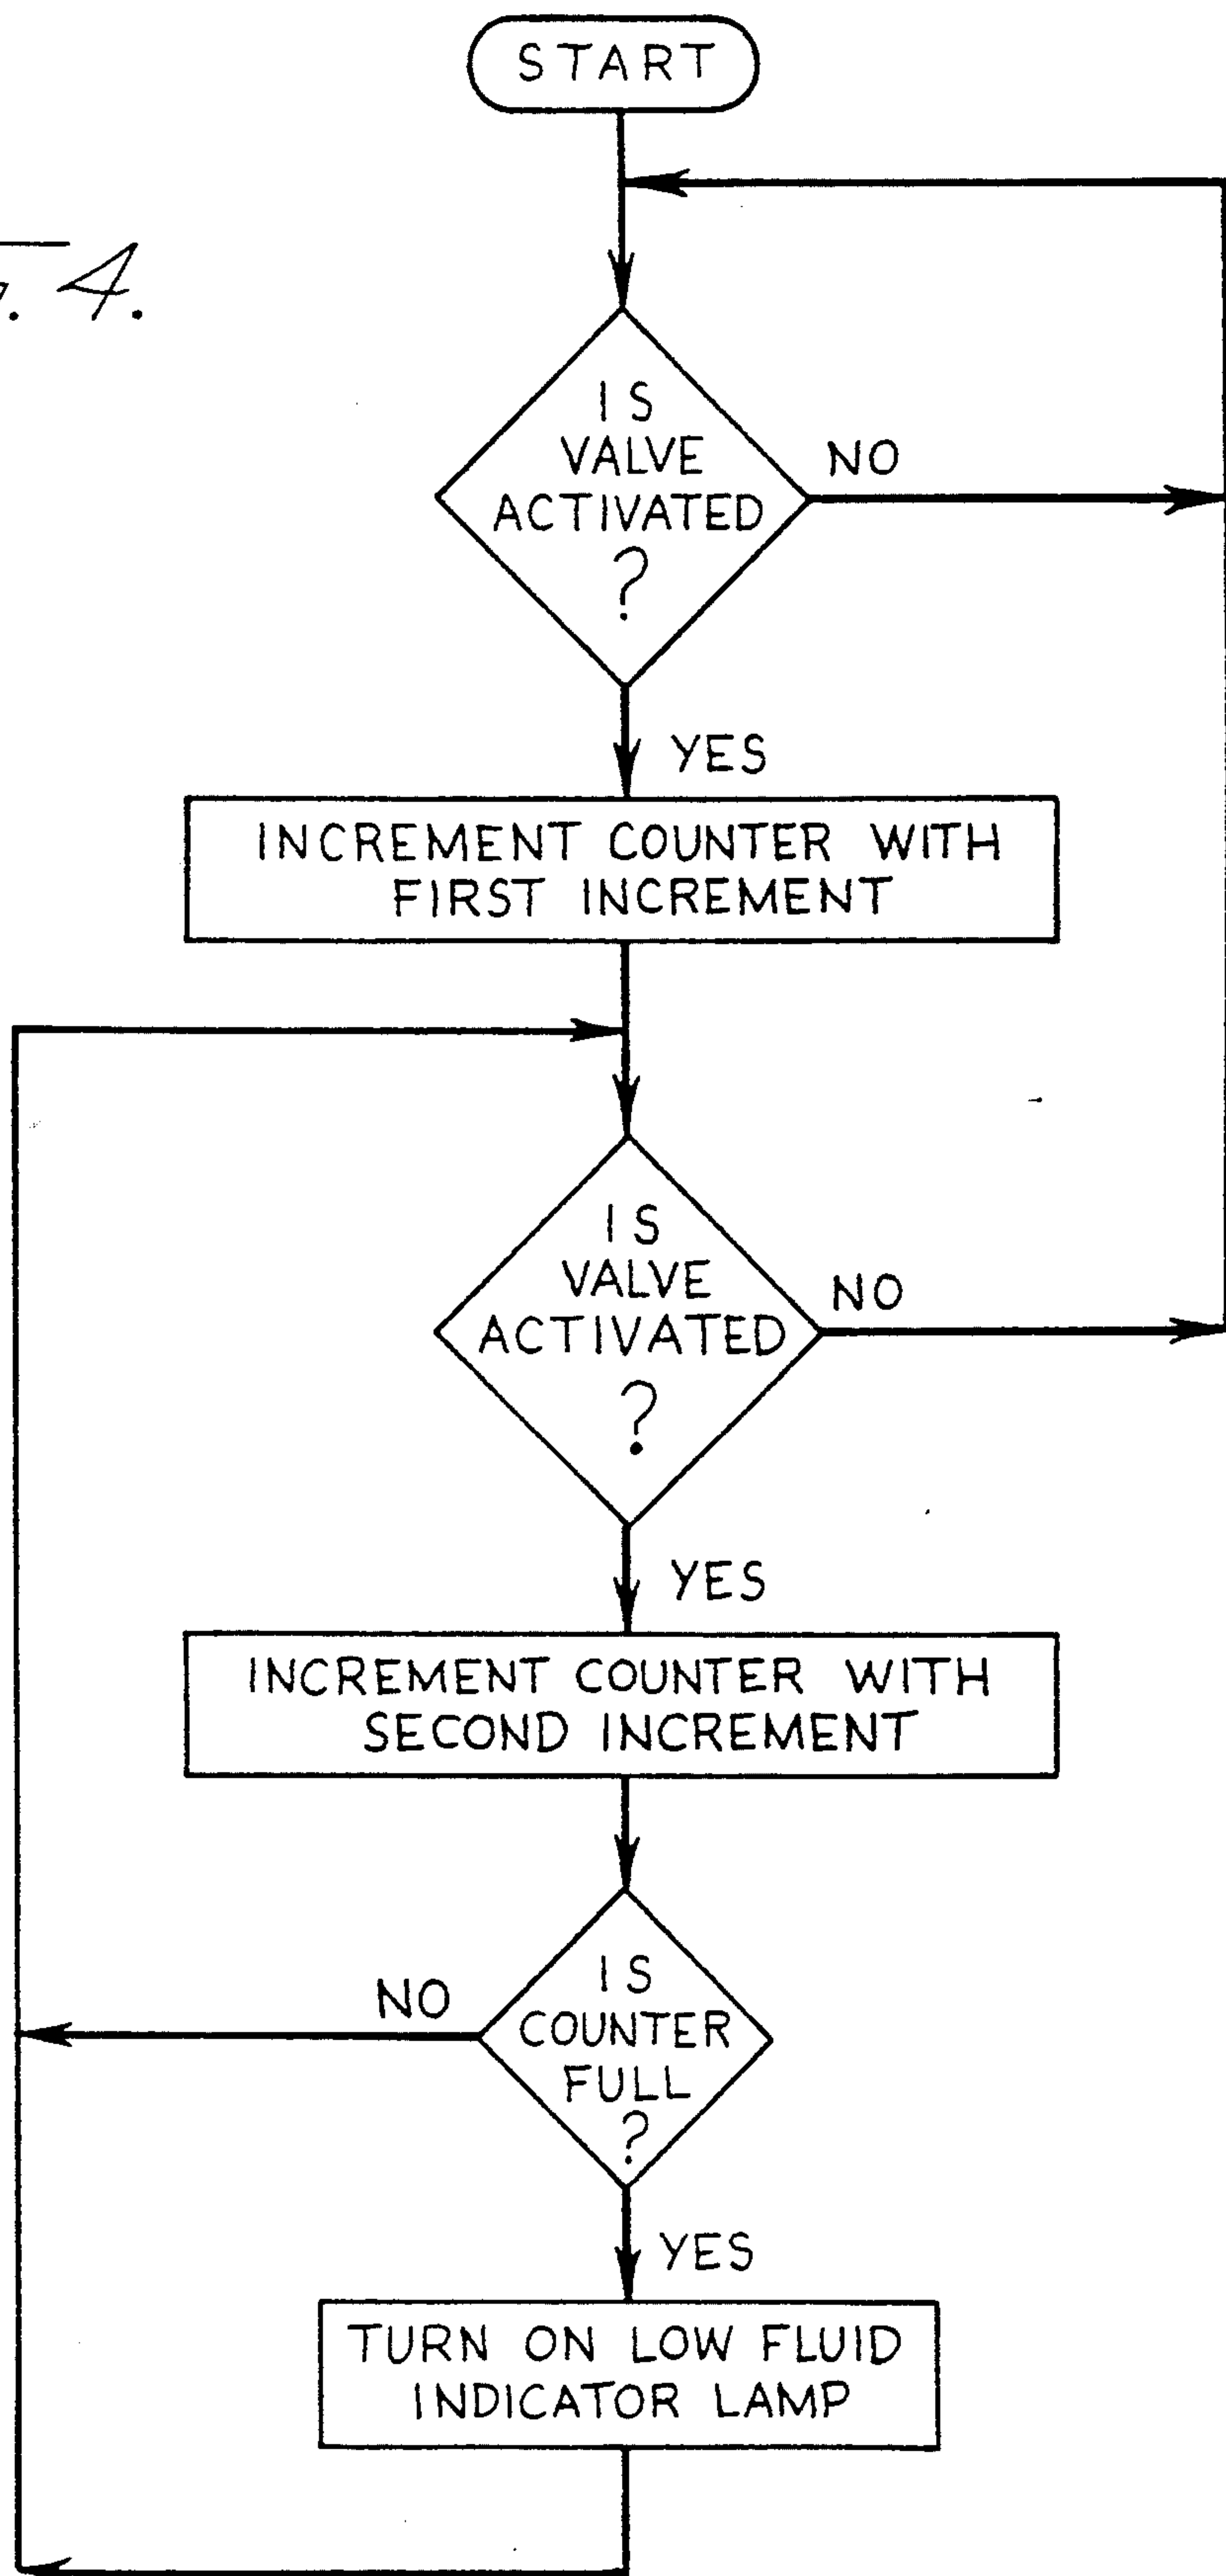 START
4.
IS
VALVE
ACTIVATED
?
NO
YES
INCREMENT COUNTER WITH
FIRST INCREMENT
IS
VALVE
ACTIVATED
?
NO
YES
INCREMENT COUNTER WITH
SECOND INCREMENT
IS
COUNTER
FULL
?
NO
YES
TURN ON LOW FLUID
INDICATOR LAMP